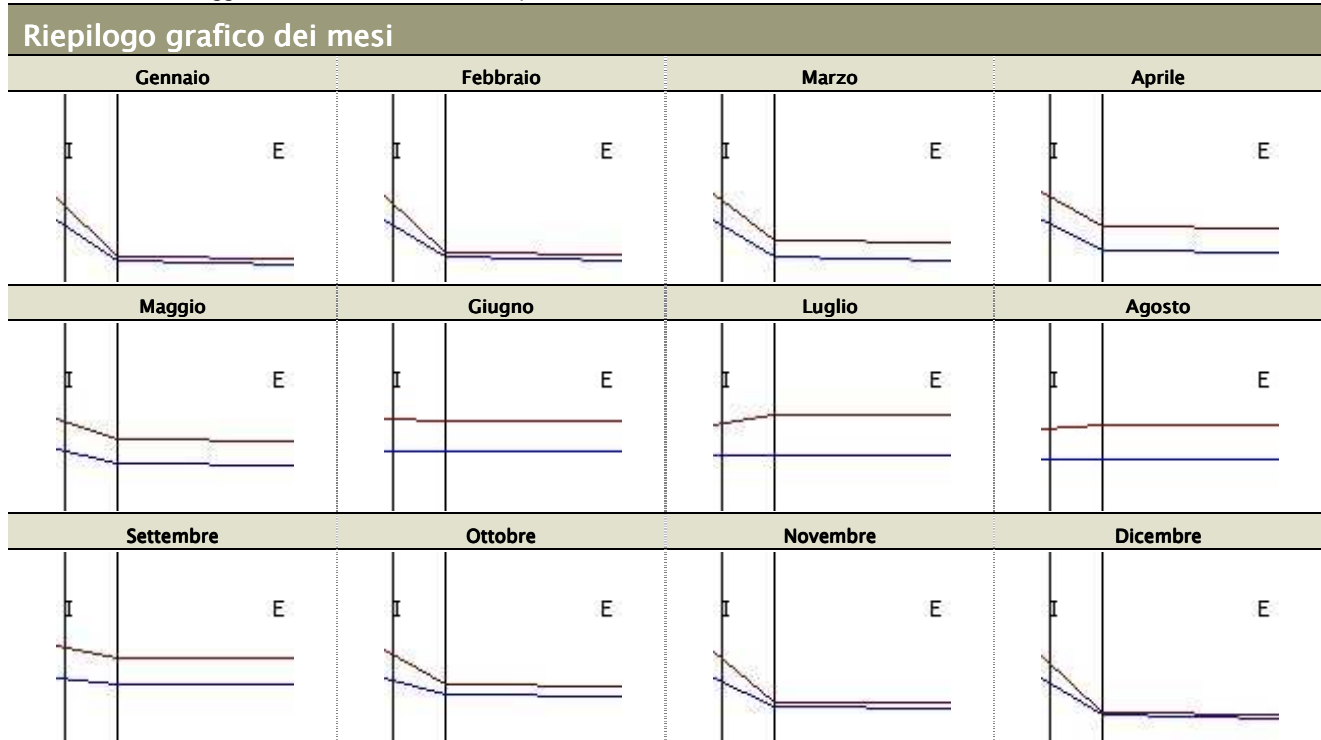 Riepilogo grafico dei mesi
Gennaio Febbraio Marzo Aprile
I E I E I E I E
Maggio Giugno Luglio Agosto
I E I E I E I E
Settembre Ottobre Novembre Dicembre
I E I E I E I E